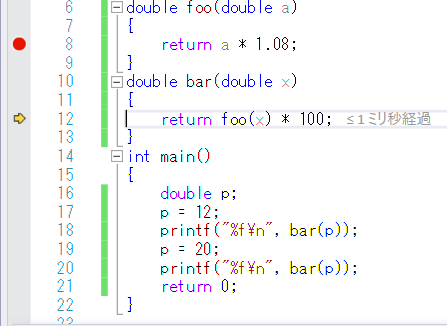 6 double foo(double a)
7 {
8 return a * 1.08;
9 }
10 double bar(double x)
11 {
12 return foo(x) * 100; ≤1ミリ秒経過
13 }
14 int main()
15 {
16 double p;
17 p = 12;
18 printf("%f¥n", bar(p));
19 p = 20;
20 printf("%f¥n", bar(p));
21 return 0;
22 }
23